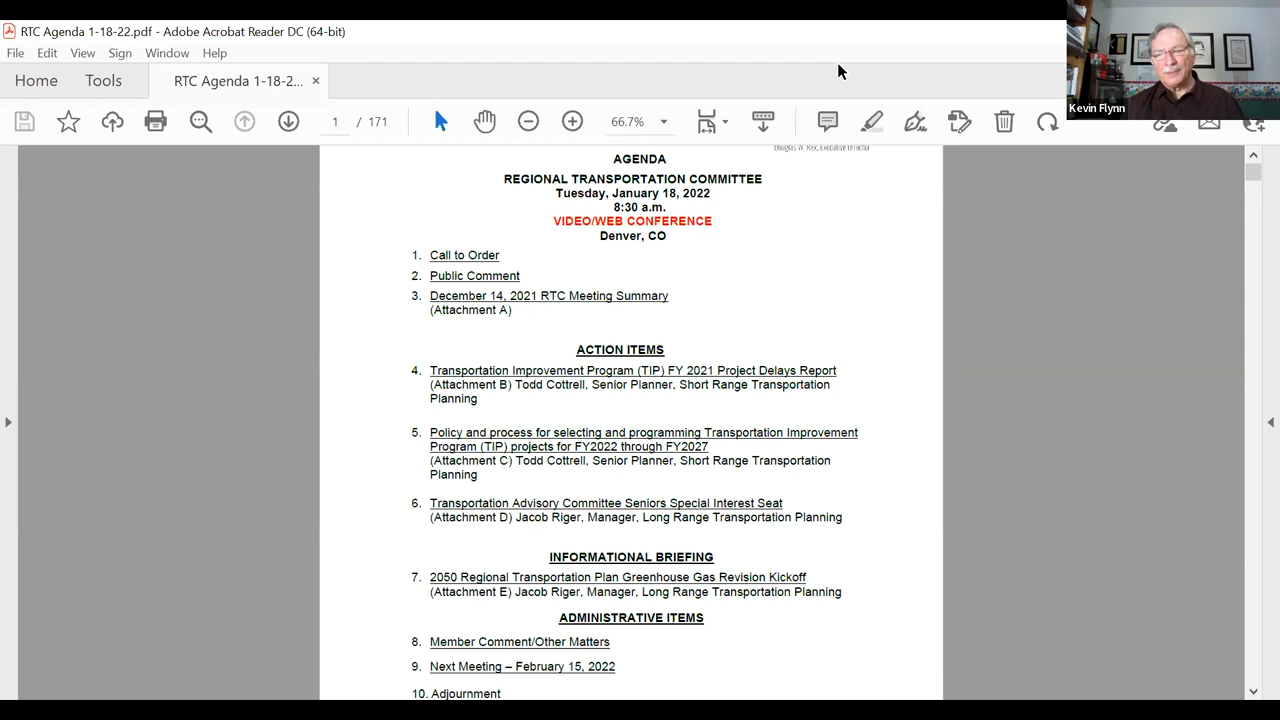 RTC Agenda 1-18-22.pdf - Adobe Acrobat Reader DC (64-bit)
File Edit View Sign Window Help
Home Tools RTC Agenda 1-18-2... ×
1 / 171 66.7%
Kevin Flynn
Douglas W. Rex, Executive Director
AGENDA
REGIONAL TRANSPORTATION COMMITTEE
Tuesday, January 18, 2022
8:30 a.m.
VIDEO/WEB CONFERENCE
Denver, CO
1. Call to Order
2. Public Comment
3. December 14, 2021 RTC Meeting Summary
(Attachment A)
ACTION ITEMS
4. Transportation Improvement Program (TIP) FY 2021 Project Delays Report
(Attachment B) Todd Cottrell, Senior Planner, Short Range Transportation
Planning
5. Policy and process for selecting and programming Transportation Improvement
Program (TIP) projects for FY2022 through FY2027
(Attachment C) Todd Cottrell, Senior Planner, Short Range Transportation
Planning
6. Transportation Advisory Committee Seniors Special Interest Seat
(Attachment D) Jacob Riger, Manager, Long Range Transportation Planning
INFORMATIONAL BRIEFING
7. 2050 Regional Transportation Plan Greenhouse Gas Revision Kickoff
(Attachment E) Jacob Riger, Manager, Long Range Transportation Planning
ADMINISTRATIVE ITEMS
8. Member Comment/Other Matters
9. Next Meeting – February 15, 2022
10. Adjournment